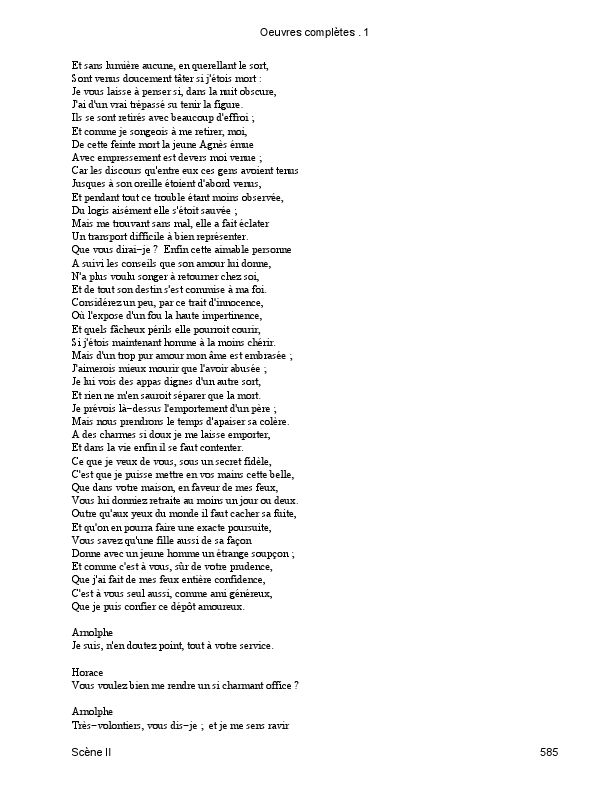 Oeuvres complètes . 1
Et sans lumière aucune, en querellant le sort,
Sont venus doucement tâter si j'étois mort :
Je vous laisse à penser si, dans la nuit obscure,
J'ai d'un vrai trépassé su tenir la figure.
Ils se sont retirés avec beaucoup d'effroi ;
Et comme je songeois à me retirer, moi,
De cette feinte mort la jeune Agnès émue
Avec empressement est devers moi venue ;
Car les discours qu'entre eux ces gens avoient tenus
Jusques à son oreille étoient d'abord venus,
Et pendant tout ce trouble étant moins observée,
Du logis aisément elle s'étoit sauvée ;
Mais me trouvant sans mal, elle a fait éclater
Un transport difficile à bien représenter.
Que vous dirai−je ?  Enfin cette aimable personne
A suivi les conseils que son amour lui donne,
N'a plus voulu songer à retourner chez soi,
Et de tout son destin s'est commise à ma foi.
Considérez un peu, par ce trait d'innocence,
Où l'expose d'un fou la haute impertinence,
Et quels fâcheux périls elle pourroit courir,
Si j'étois maintenant homme à la moins chérir.
Mais d'un trop pur amour mon âme est embrasée ;
J'aimerois mieux mourir que l'avoir abusée ;
Je lui vois des appas dignes d'un autre sort,
Et rien ne m'en sauroit séparer que la mort.
Je prévois là−dessus l'emportement d'un père ;
Mais nous prendrons le temps d'apaiser sa colère.
A des charmes si doux je me laisse emporter,
Et dans la vie enfin il se faut contenter.
Ce que je veux de vous, sous un secret fidèle,
C'est que je puisse mettre en vos mains cette belle,
Que dans votre maison, en faveur de mes feux,
Vous lui donniez retraite au moins un jour ou deux.
Outre qu'aux yeux du monde il faut cacher sa fuite,
Et qu'on en pourra faire une exacte poursuite,
Vous savez qu'une fille aussi de sa façon
Donne avec un jeune homme un étrange soupçon ;
Et comme c'est à vous, sûr de votre prudence,
Que j'ai fait de mes feux entière confidence,
C'est à vous seul aussi, comme ami généreux,
Que je puis confier ce dépôt amoureux.
Arnolphe
Je suis, n'en doutez point, tout à votre service.
Horace
Vous voulez bien me rendre un si charmant office ?
Arnolphe
Très−volontiers, vous dis−je ;  et je me sens ravir
Scène II
585